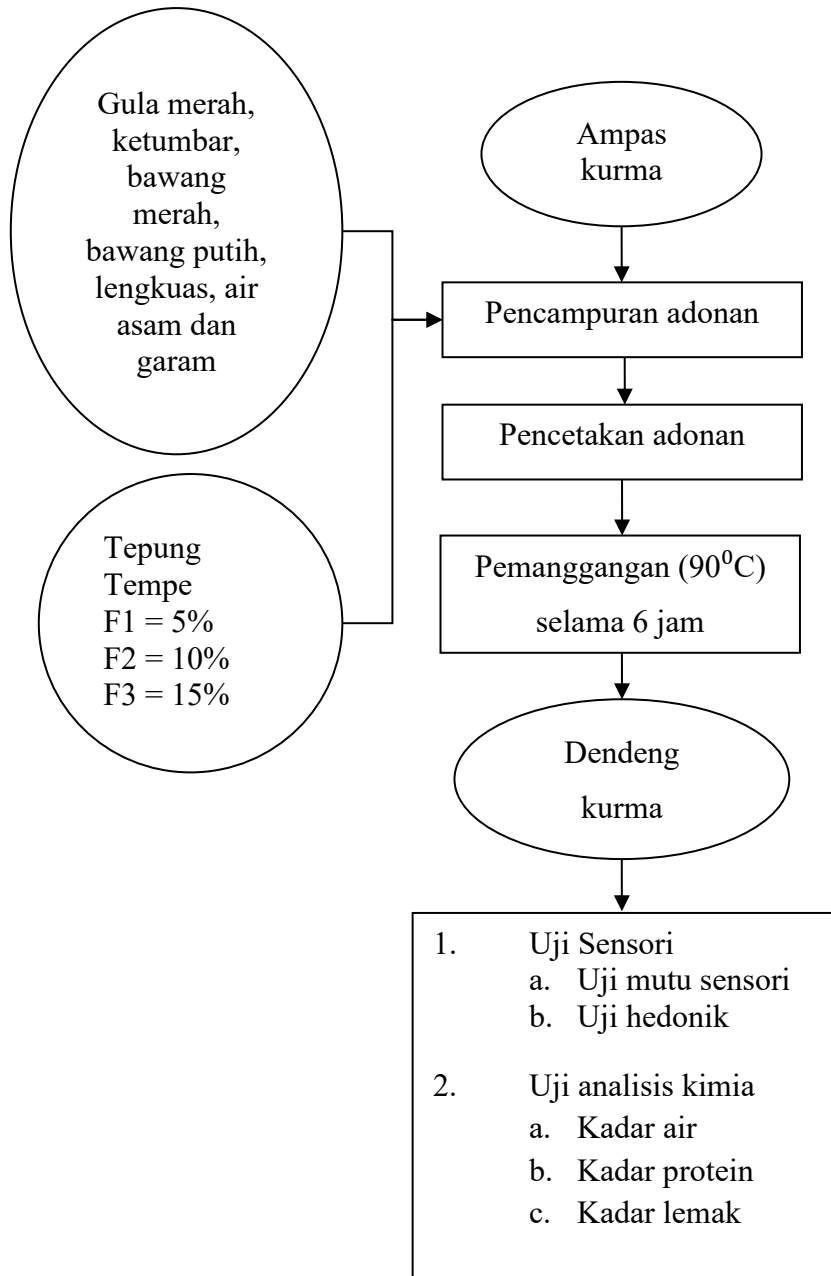 Gula merah,
ketumbar,
bawang
merah,
bawang putih,
lengkuas, air
asam dan
garam
Ampas
kurma
Pencampuran adonan
Pencetakan adonan
Tepung
Tempe
F1 = 5%
F2 = 10%
F3 = 15%
Pemanggangan (90⁰C)
selama 6 jam
Dendeng
kurma
1. Uji Sensori
a. Uji mutu sensori
b. Uji hedonik
2. Uji analisis kimia
a. Kadar air
b. Kadar protein
c. Kadar lemak